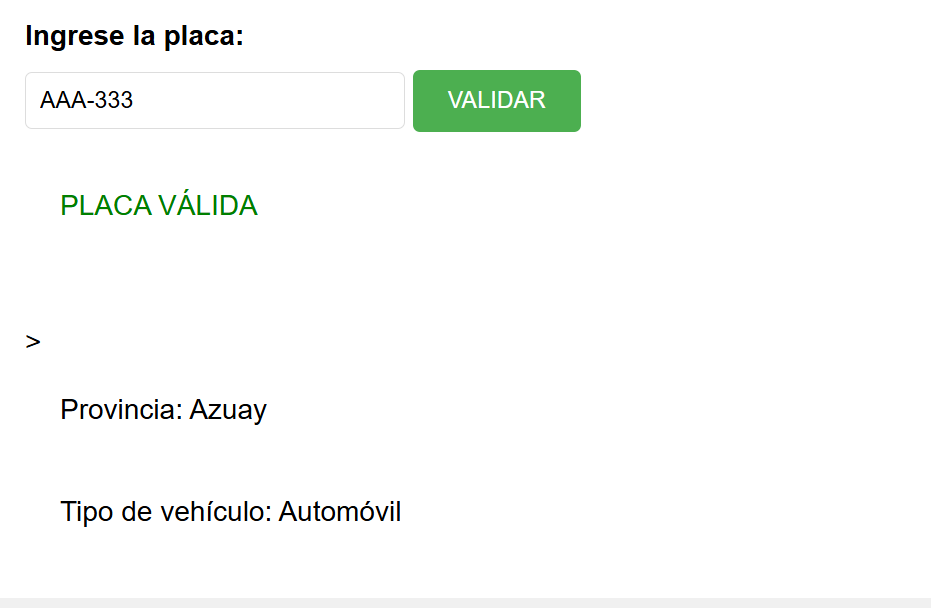 Ingrese la placa:
AAA-333
VALIDAR
PLACA VÁLIDA
>
Provincia: Azuay
Tipo de vehículo: Automóvil